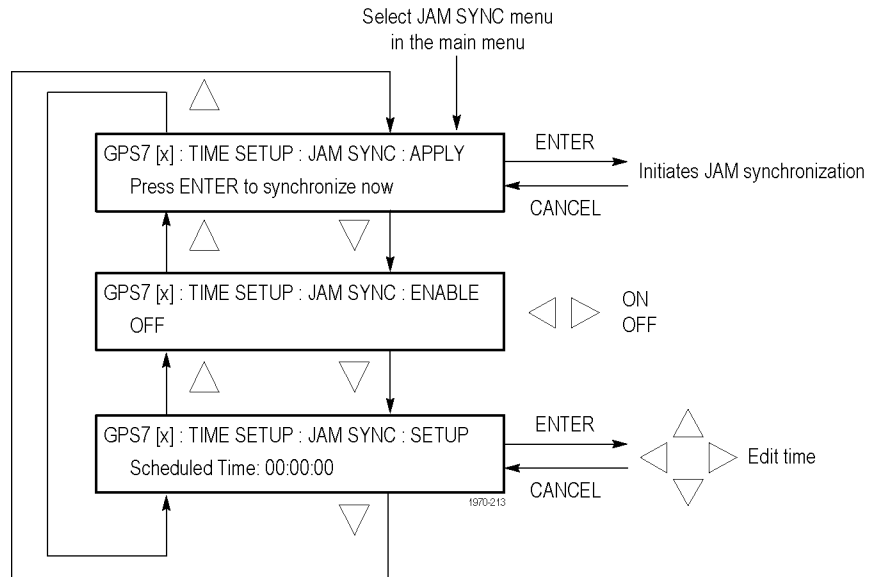 Select JAM SYNC menu
in the main menu
GPS7 [x] : TIME SETUP : JAM SYNC : APPLY
Press ENTER to synchronize now
ENTER
Initiates JAM synchronization
CANCEL
GPS7 [x] : TIME SETUP : JAM SYNC : ENABLE
OFF
ON
OFF
GPS7 [x] : TIME SETUP : JAM SYNC : SETUP
Scheduled Time: 00:00:00
ENTER
Edit time
CANCEL
1970-213